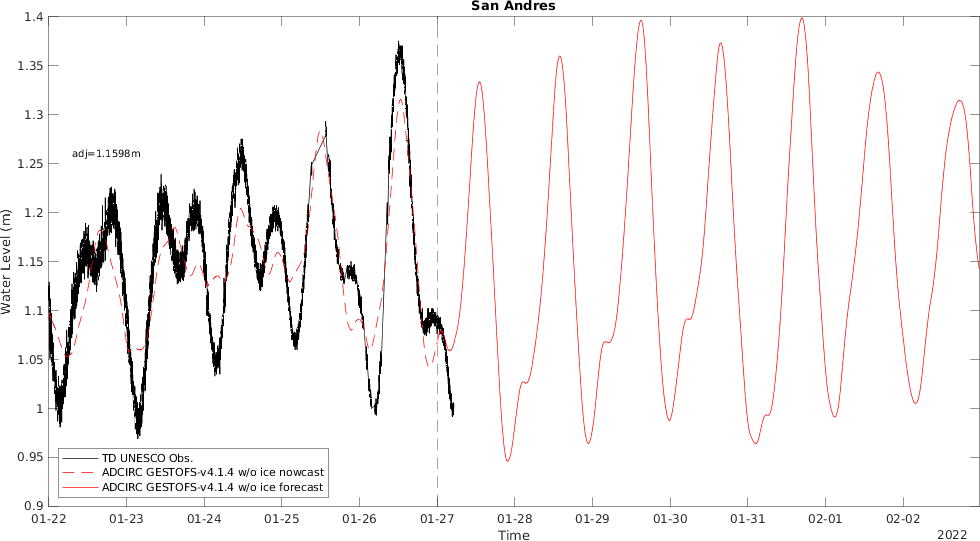 San Andres
1.4
1.35
1.3
1.25
1.2
1.15
1.1
1.05
1
0.95
0.9
Water Level (m)
adj=1.1598m
TD UNESCO Obs.
ADCIRC GESTOFS-v4.1.4 w/o ice nowcast
ADCIRC GESTOFS-v4.1.4 w/o ice forecast
01-22 01-23 01-24 01-25 01-26 01-27 01-28 01-29 01-30 01-31 02-01 02-02
Time
2022